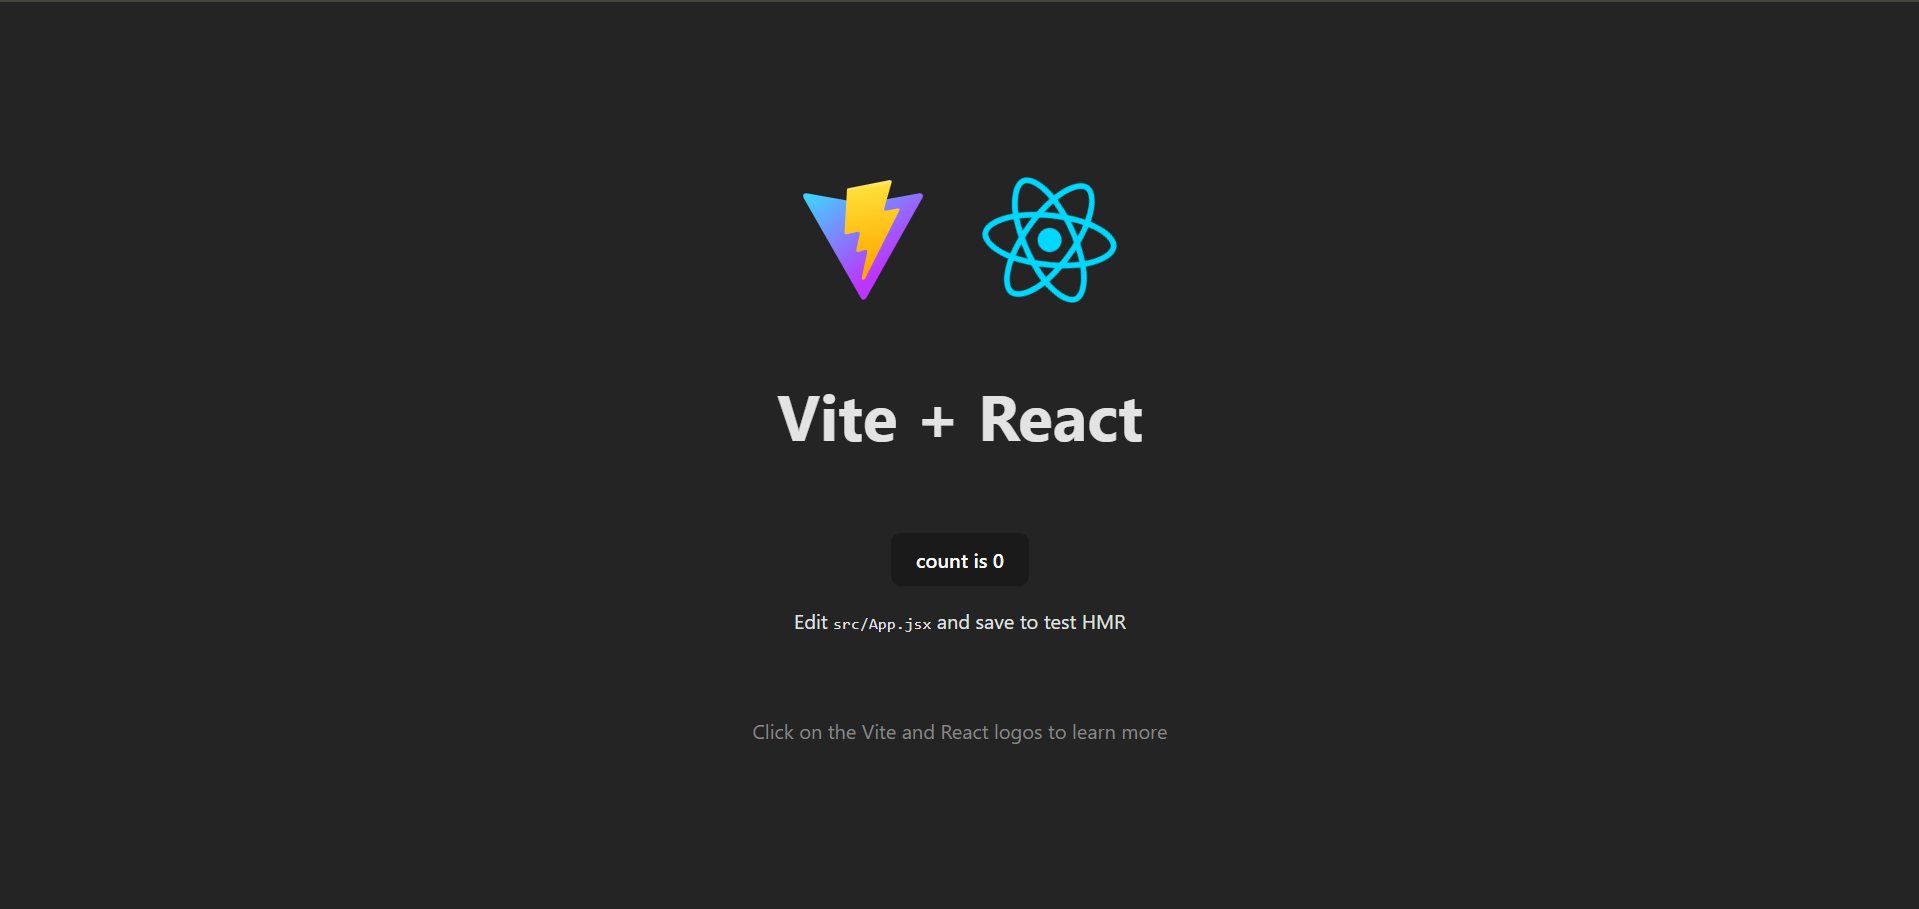 Vite + React
count is 0
Edit src/App.jsx and save to test HMR
Click on the Vite and React logos to learn more